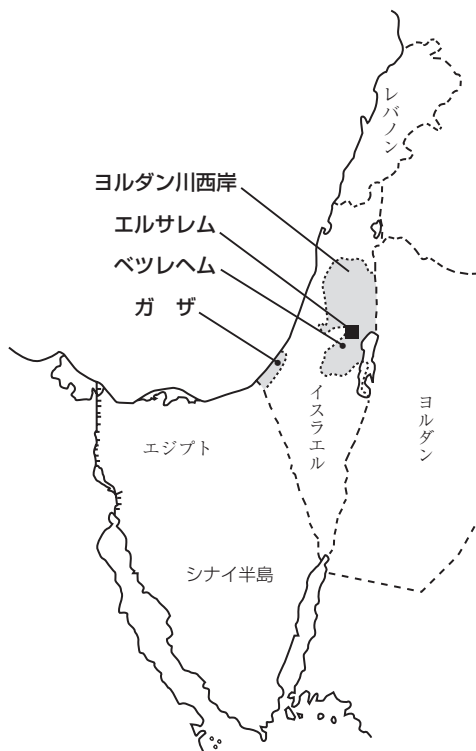 レバノン
ヨルダン川西岸
エルサレム
ベツレヘム
ガ　ザ
イスラエル
ヨルダン
エジプト
シナイ半島